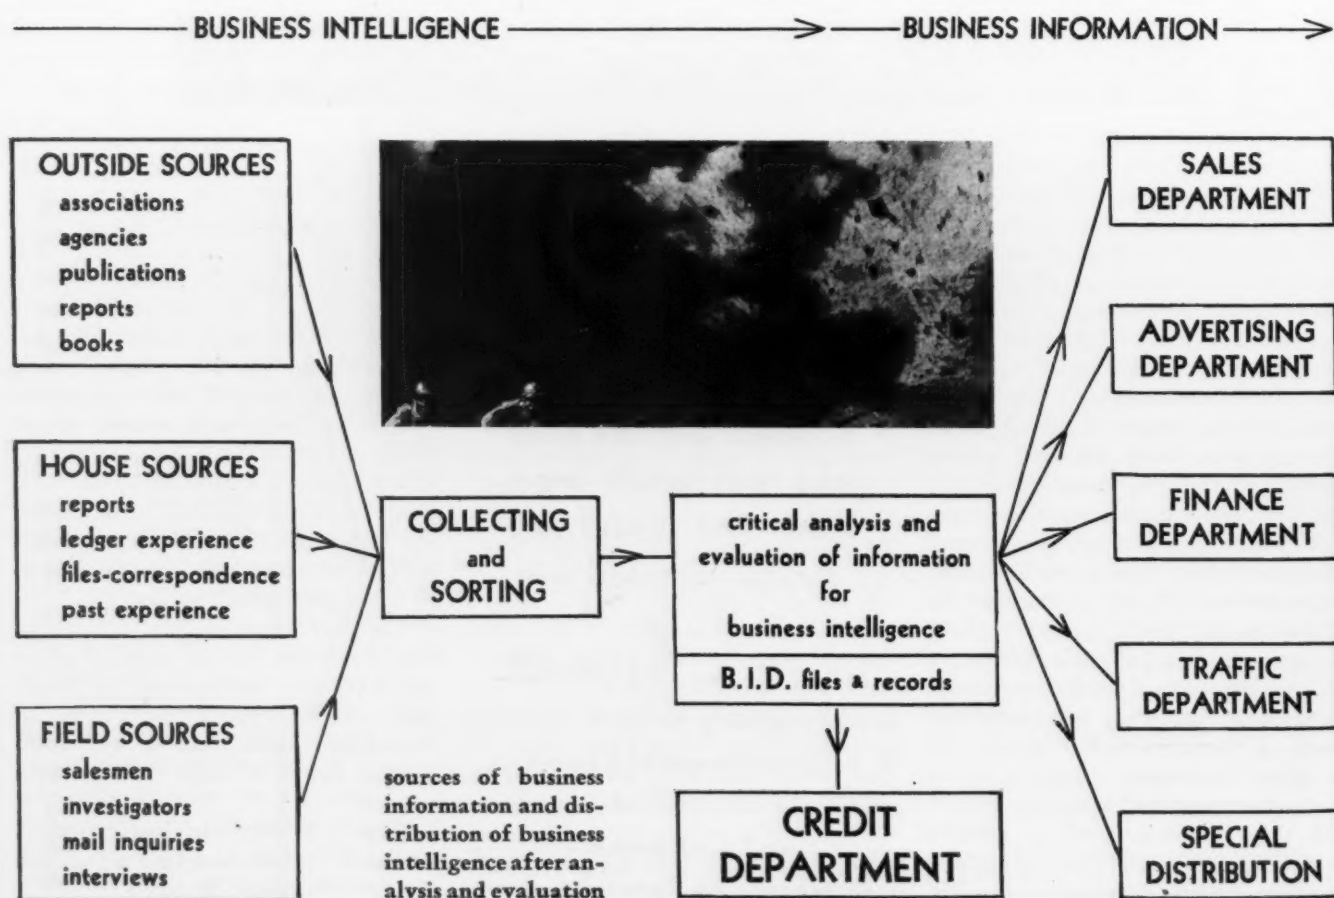 BUSINESS INTELLIGENCE
BUSINESS INFORMATION
OUTSIDE SOURCES
associations
agencies
publications
reports
books
HOUSE SOURCES
reports
ledger experience
files-correspondence
past experience
FIELD SOURCES
salesmen
investigators
mail inquiries
interviews
COLLECTING
and
SORTING
sources of business
information and dis-
tribution of business
intelligence after an-
alysis and evaluation
critical analysis and
evaluation of information
for
business intelligence
B.I.D. files & records
CREDIT
DEPARTMENT
SALES
DEPARTMENT
ADVERTISING
DEPARTMENT
FINANCE
DEPARTMENT
TRAFFIC
DEPARTMENT
SPECIAL
DISTRIBUTION